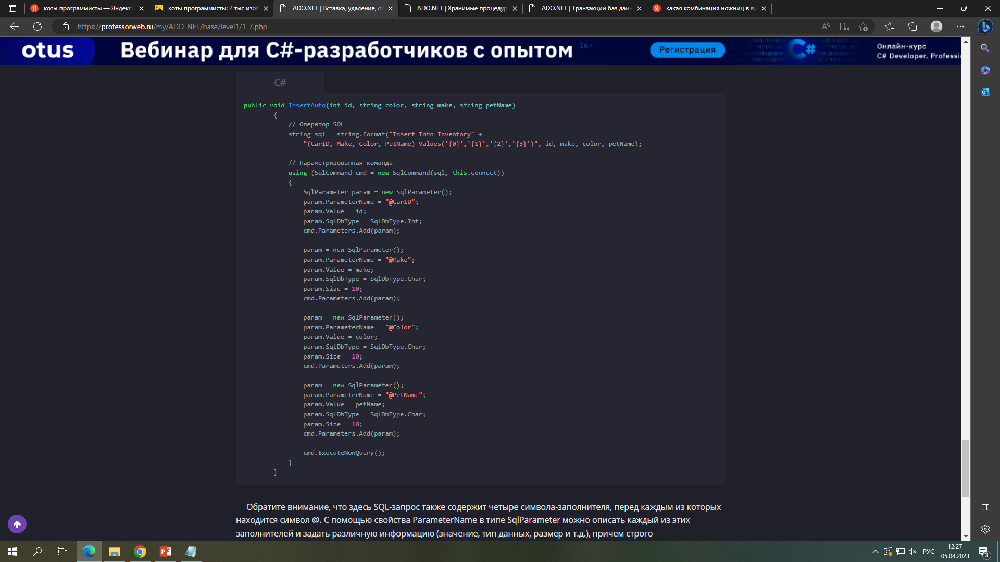 коты программисты — Яндекс:
коты программисты: 2 тыс изоб
ADO.NET | Вставка, удаление, об
ADO.NET | Хранимые процедур
ADO.NET | Транзакции баз данн
какая комбинация ножниц в ви
https://professorweb.ru/my/ADO_NET/base/level1/1_7.php
otus
Вебинар для C#-разработчиков с опытом
16+
Регистрация
C#
Онлайн-курс
C# Developer. Professi
C#
public void InsertAuto(int id, string color, string make, string petName)
{
// Оператор SQL
string sql = string.Format("Insert Into Inventory" +
"(CarID, Make, Color, PetName) Values('{0}','{1}','{2}','{3}')", id, make, color, petName);
// Параметризованная команда
using (SqlCommand cmd = new SqlCommand(sql, this.connect))
{
SqlParameter param = new SqlParameter();
param.ParameterName = "@CarID";
param.Value = id;
param.SqlDbType = SqlDbType.Int;
cmd.Parameters.Add(param);
param = new SqlParameter();
param.ParameterName = "@Make";
param.Value = make;
param.SqlDbType = SqlDbType.Char;
param.Size = 10;
cmd.Parameters.Add(param);
param = new SqlParameter();
param.ParameterName = "@Color";
param.Value = color;
param.SqlDbType = SqlDbType.Char;
param.Size = 10;
cmd.Parameters.Add(param);
param = new SqlParameter();
param.ParameterName = "@PetName";
param.Value = petName;
param.SqlDbType = SqlDbType.Char;
param.Size = 10;
cmd.Parameters.Add(param);
cmd.ExecuteNonQuery();
}
}
Обратите внимание, что здесь SQL-запрос также содержит четыре символа-заполнителя, перед каждым из которых
находится символ @. С помощью свойства ParameterName в типе SqlParameter можно описать каждый из этих
заполнителей и задать различную информацию (значение, тип данных, размер и т.д.), причем строго
РУС
12:27
05.04.2023
3